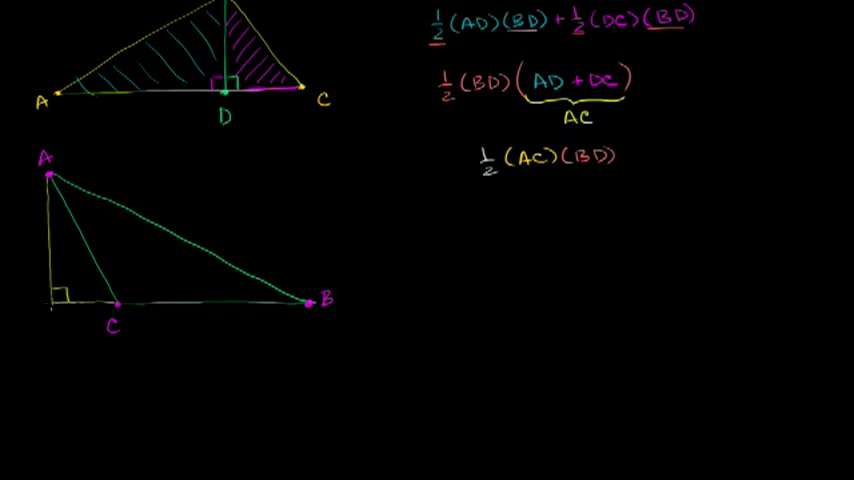 ½(AD)(BD)+½(DC)(BD)
½(BD)(AD+DC)
AC
½(AC)(BD)
A
D
C
A
C
B